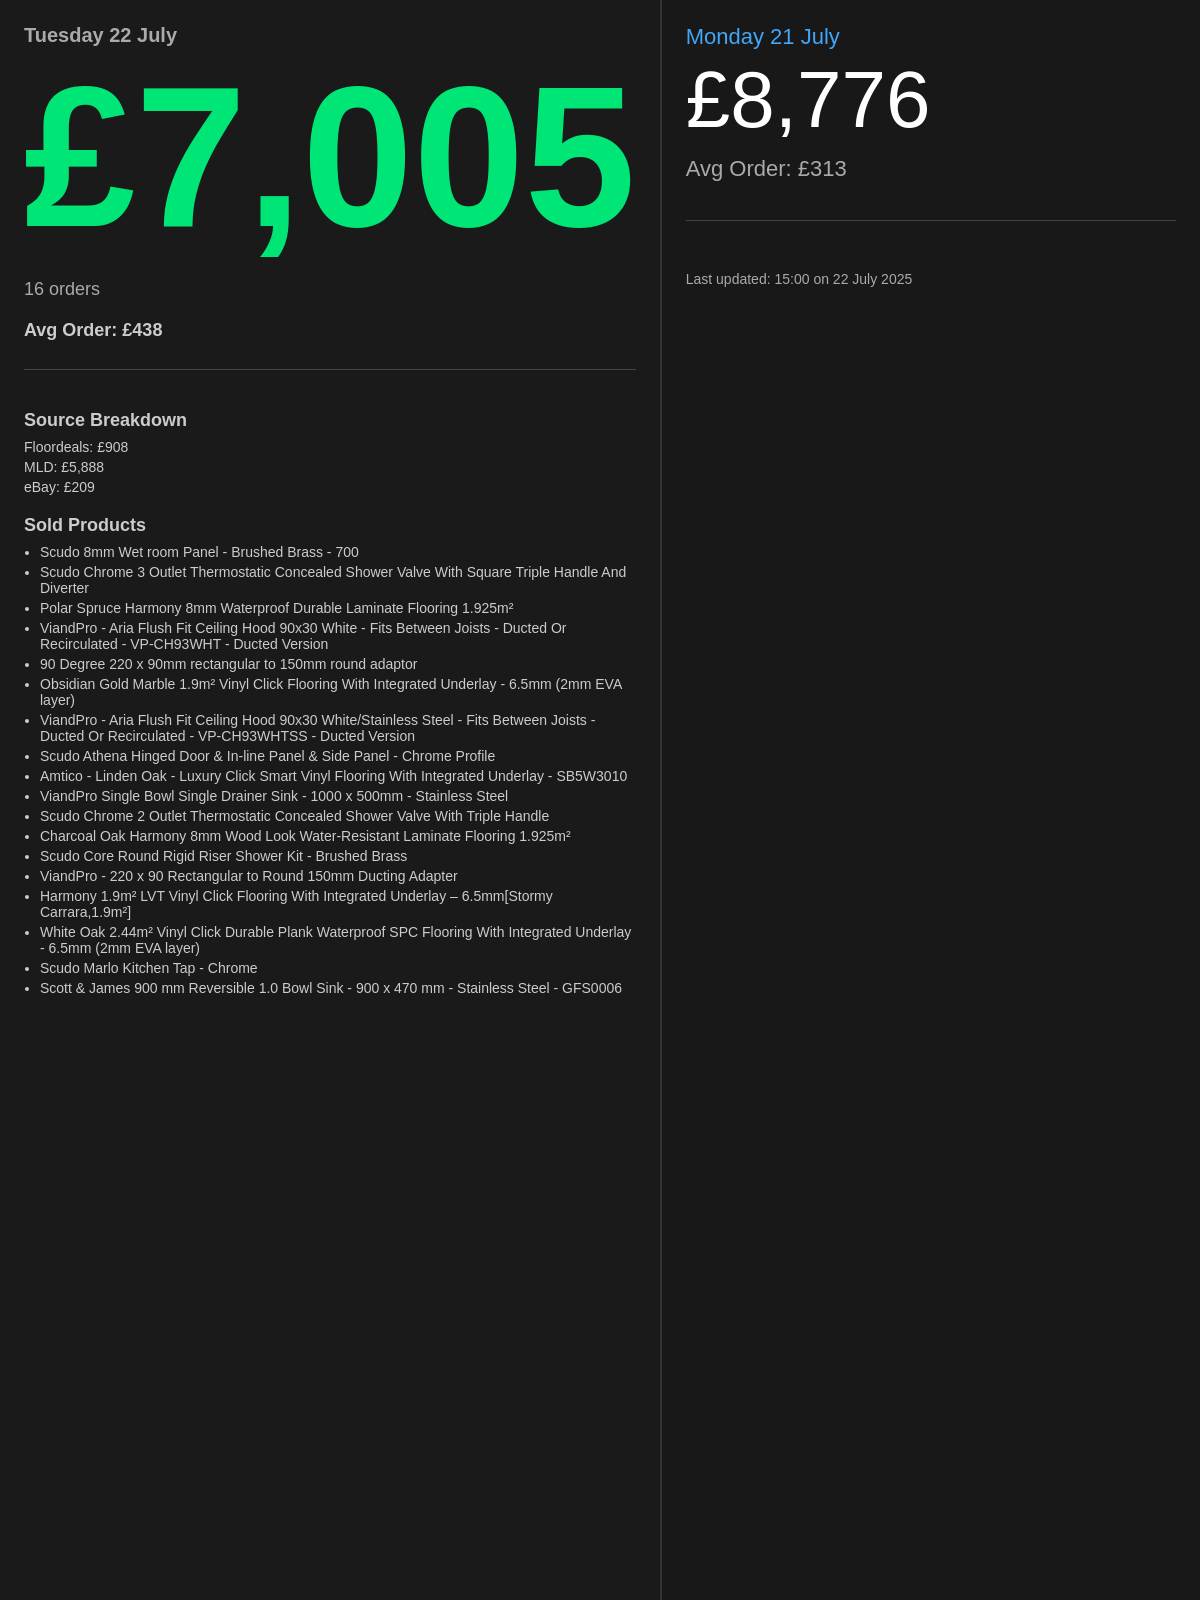 Tuesday 22 July
£7,005
16 orders
Avg Order: £438
Source Breakdown
Floordeals: £908
MLD: £5,888
eBay: £209
Sold Products
• Scudo 8mm Wet room Panel - Brushed Brass - 700
• Scudo Chrome 3 Outlet Thermostatic Concealed Shower Valve With Square Triple Handle And
Diverter
• Polar Spruce Harmony 8mm Waterproof Durable Laminate Flooring 1.925m²
• ViandPro - Aria Flush Fit Ceiling Hood 90x30 White - Fits Between Joists - Ducted Or
Recirculated - VP-CH93WHT - Ducted Version
• 90 Degree 220 x 90mm rectangular to 150mm round adaptor
• Obsidian Gold Marble 1.9m² Vinyl Click Flooring With Integrated Underlay - 6.5mm (2mm EVA
layer)
• ViandPro - Aria Flush Fit Ceiling Hood 90x30 White/Stainless Steel - Fits Between Joists -
Ducted Or Recirculated - VP-CH93WHTSS - Ducted Version
• Scudo Athena Hinged Door & In-line Panel & Side Panel - Chrome Profile
• Amtico - Linden Oak - Luxury Click Smart Vinyl Flooring With Integrated Underlay - SB5W3010
• ViandPro Single Bowl Single Drainer Sink - 1000 x 500mm - Stainless Steel
• Scudo Chrome 2 Outlet Thermostatic Concealed Shower Valve With Triple Handle
• Charcoal Oak Harmony 8mm Wood Look Water-Resistant Laminate Flooring 1.925m²
• Scudo Core Round Rigid Riser Shower Kit - Brushed Brass
• ViandPro - 220 x 90 Rectangular to Round 150mm Ducting Adapter
• Harmony 1.9m² LVT Vinyl Click Flooring With Integrated Underlay – 6.5mm[Stormy
Carrara,1.9m²]
• White Oak 2.44m² Vinyl Click Durable Plank Waterproof SPC Flooring With Integrated Underlay
- 6.5mm (2mm EVA layer)
• Scudo Marlo Kitchen Tap - Chrome
• Scott & James 900 mm Reversible 1.0 Bowl Sink - 900 x 470 mm - Stainless Steel - GFS0006
Monday 21 July
£8,776
Avg Order: £313
Last updated: 15:00 on 22 July 2025